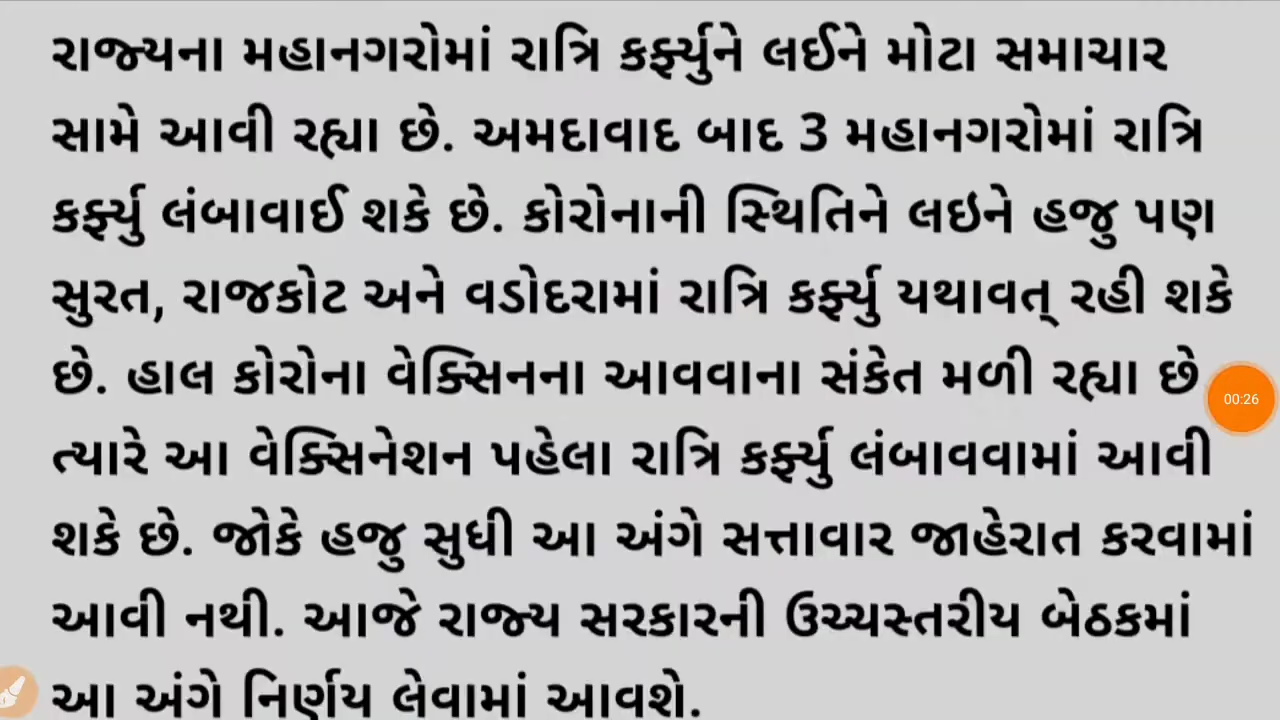 રાજ્યના મહાનગરોમાં રાત્રિ કર્ફ્યુને લઈને મોટા સમાચાર
સામે આવી રહ્યા છે. અમદાવાદ બાદ 3 મહાનગરોમાં રાત્રિ
કર્ફ્યુ લંબાવાઈ શકે છે. કોરોનાની સ્થિતિને લઇને હજુ પણ
સુરત, રાજકોટ અને વડોદરામાં રાત્રિ કર્ફ્યુ યથાવત્ રહી શકે
છે. હાલ કોરોના વેક્સિનના આવવાના સંકેત મળી રહ્યા છે
00:26
ત્યારે આ વેક્સિનેશન પહેલા રાત્રિ કર્ફ્યુ લંબાવવામાં આવી
શકે છે. જોકે હજુ સુધી આ અંગે સત્તાવાર જાહેરાત કરવામાં
આવી નથી. આજે રાજ્ય સરકારની ઉચ્ચસ્તરીય બેઠકમાં
આ અંગે નિર્ણય લેવામાં આવશે.